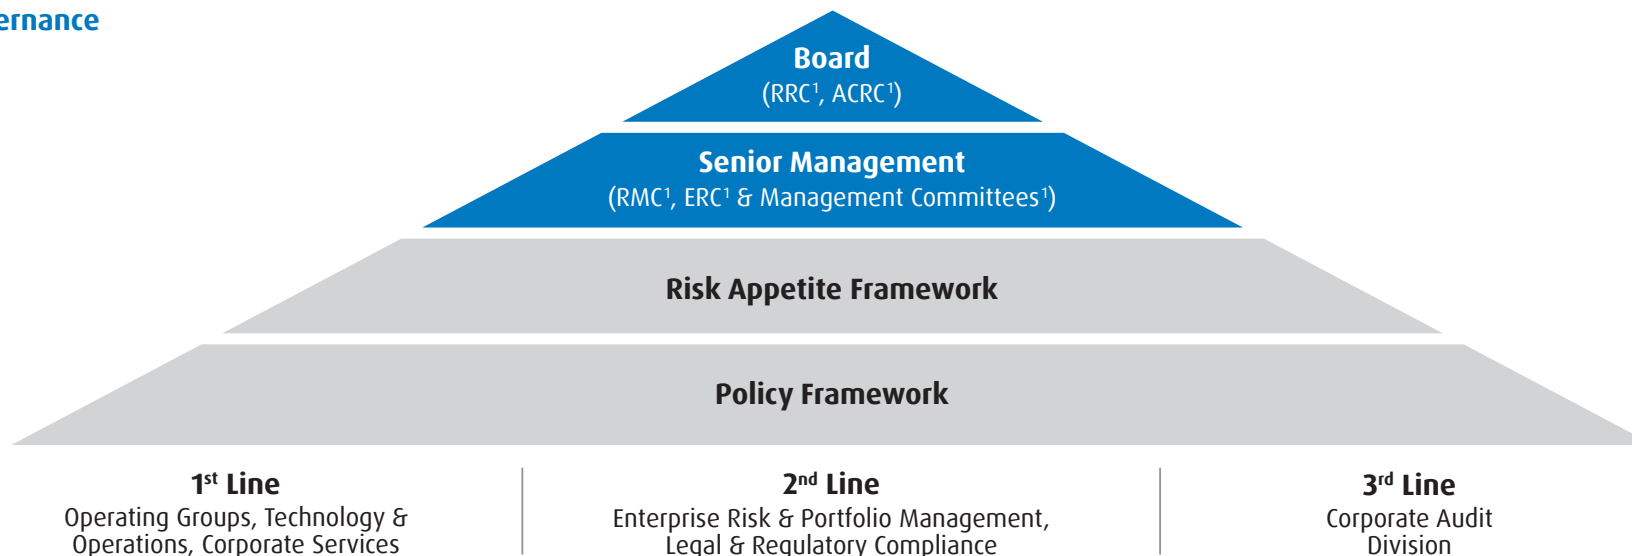 ernance
Board
(RRC¹, ACRC¹)
Senior Management
(RMC¹, ERC¹ & Management Committees¹)
Risk Appetite Framework
Policy Framework
1st Line
Operating Groups, Technology &
Operations, Corporate Services
2nd Line
Enterprise Risk & Portfolio Management,
Legal & Regulatory Compliance
3rd Line
Corporate Audit
Division